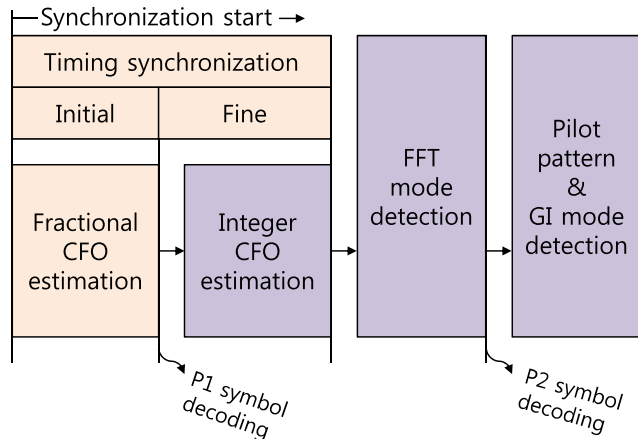 Synchronization start
Timing synchronization
Initial
Fine
Fractional
CFO
estimation
Integer
CFO
estimation
FFT
mode
detection
Pilot
pattern
&
GI mode
detection
P1 symbol
decoding
P2 symbol
decoding